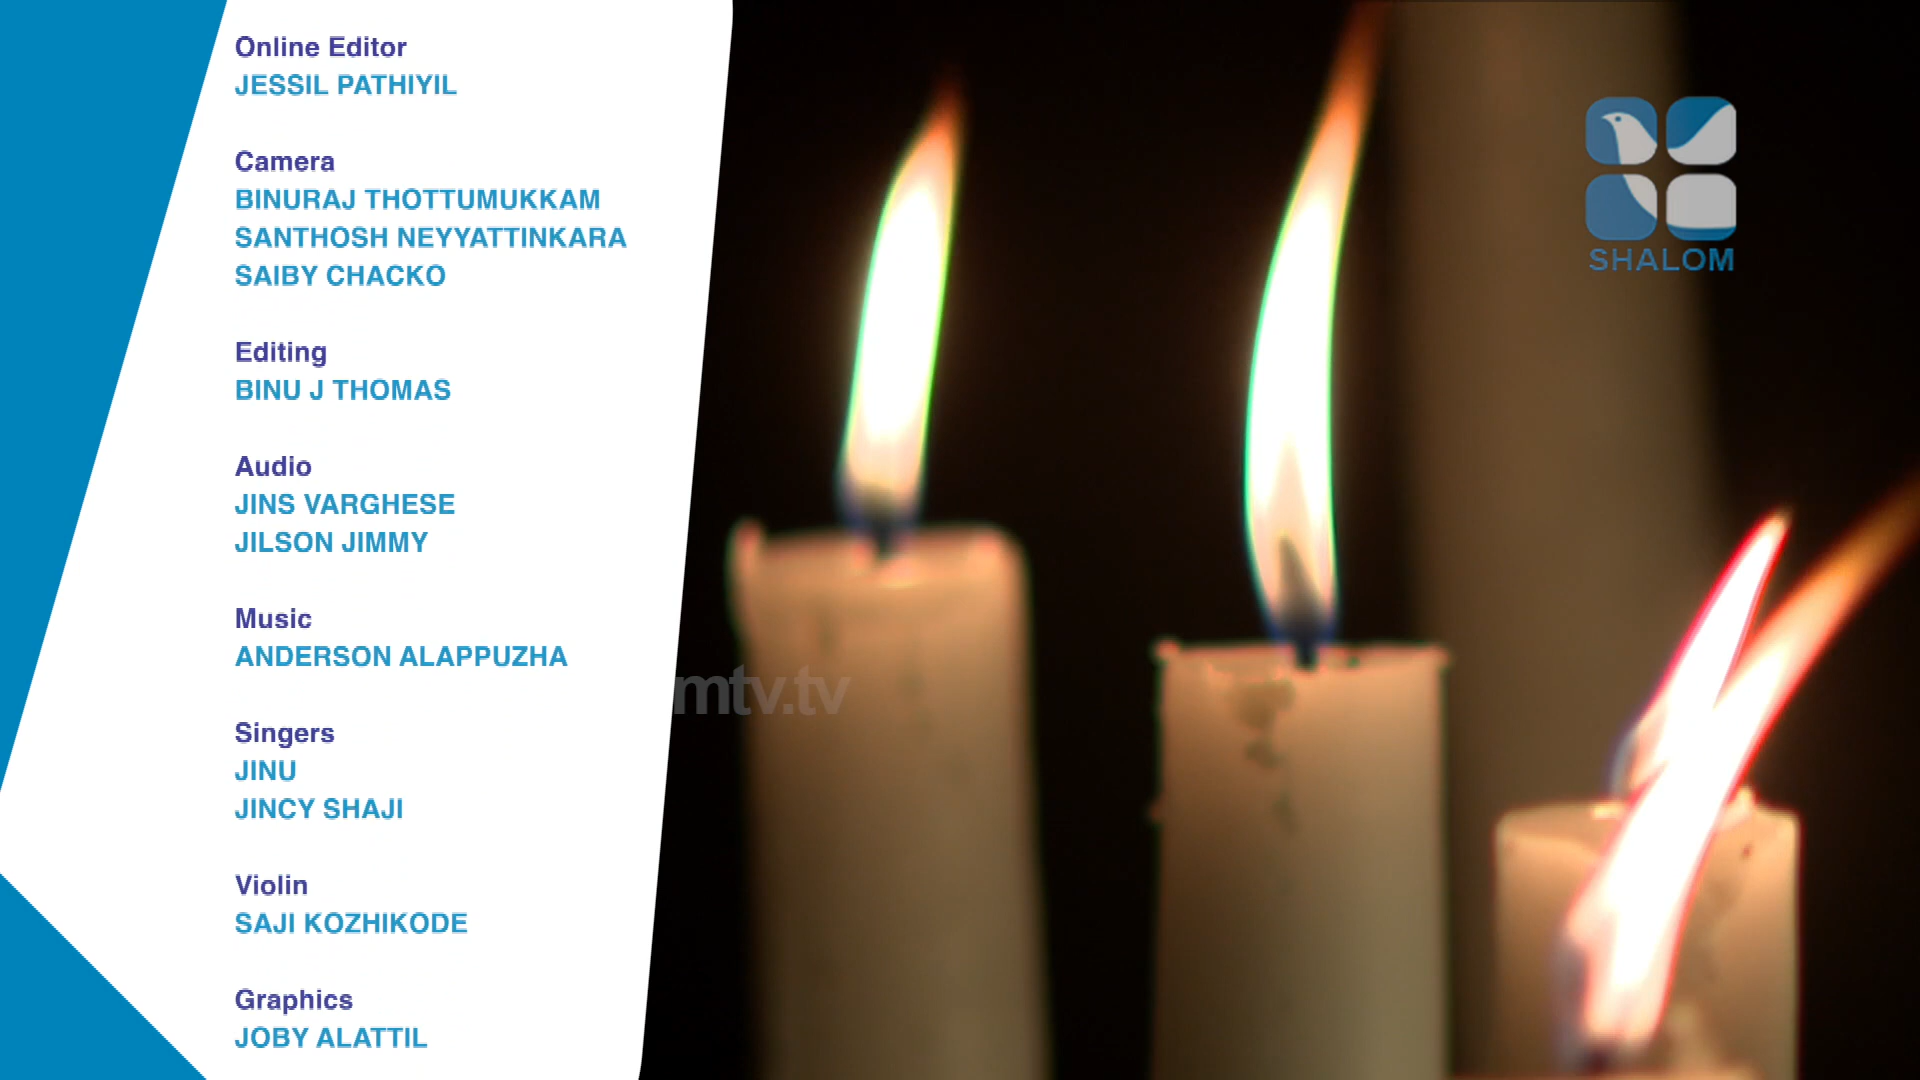 Online Editor
JESSIL PATHIYIL
Camera
BINURAJ THOTTUMUKKAM
SANTHOSH NEYYATTINKARA
SAIBY CHACKO
Editing
BINU J THOMAS
Audio
JINS VARGHESE
JILSON JIMMY
Music
ANDERSON ALAPPUZHA
Singers
JINU
JINCY SHAJI
Violin
SAJI KOZHIKODE
Graphics
JOBY ALATTIL
SHALOM
mtv.tv